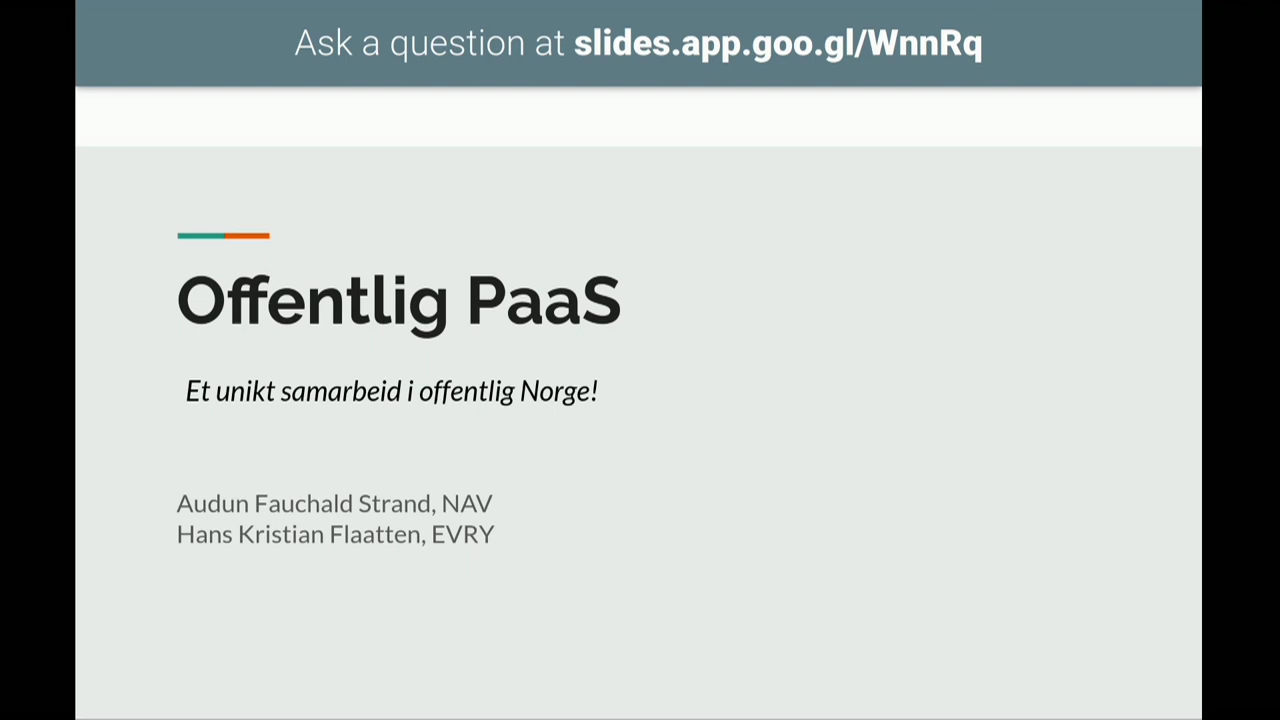 Ask a question at slides.app.goo.gl/WnnRq
Offentlig PaaS
Et unikt samarbeid i offentlig Norge!
Audun Fauchald Strand, NAV
Hans Kristian Flaatten, EVRY